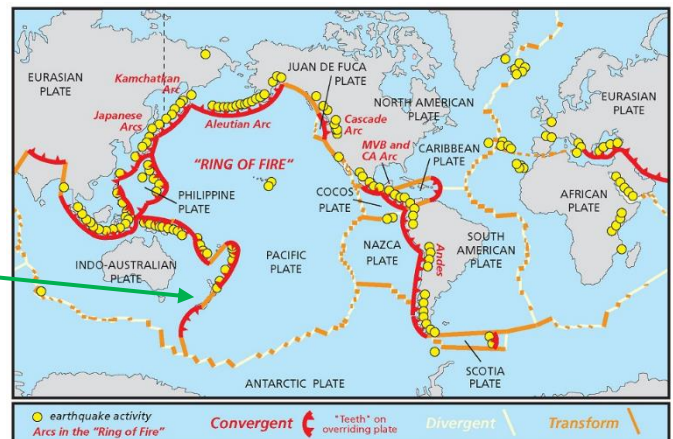 EURASIAN
PLATE
Kamchatkan
Arc
Japanese
Arcs
Aleutian Arc
"RING OF FIRE"
PHILIPPINE
PLATE
INDO-AUSTRALIAN
PLATE
PACIFIC
PLATE
JUAN DE FUCA
PLATE
NORTH AMERICAN
PLATE
Cascade
Arc
MVB and
CA Arc
CARIBBEAN
PLATE
COCOS
PLATE
NAZCA
PLATE
Andes
SOUTH
AMERICAN
PLATE
EURASIAN
PLATE
AFRICAN
PLATE
SCOTIA
PLATE
ANTARCTIC PLATE
earthquake activity
Arcs in the "Ring of Fire"
Convergent
"Teeth" on
overriding plate
Divergent
Transform